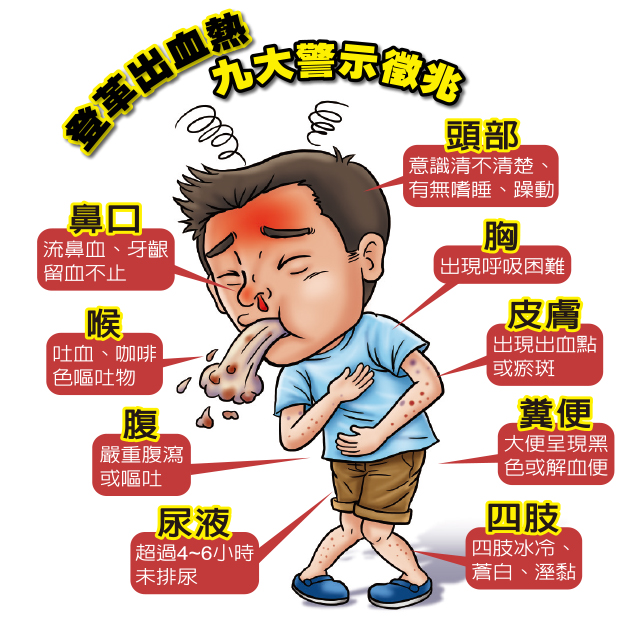 登革出血熱
九大警示徵兆
頭部
意識清不清楚、
有無嗜睡、躁動
鼻口
流鼻血、牙齦
留血不止
胸
出現呼吸困難
喉
吐血、咖啡
色嘔吐物
皮膚
出現出血點
或瘀斑
腹
嚴重腹瀉
或嘔吐
糞便
大便呈現黑
色或解血便
尿液
超過4~6小時
未排尿
四肢
四肢冰冷、
蒼白、溼黏